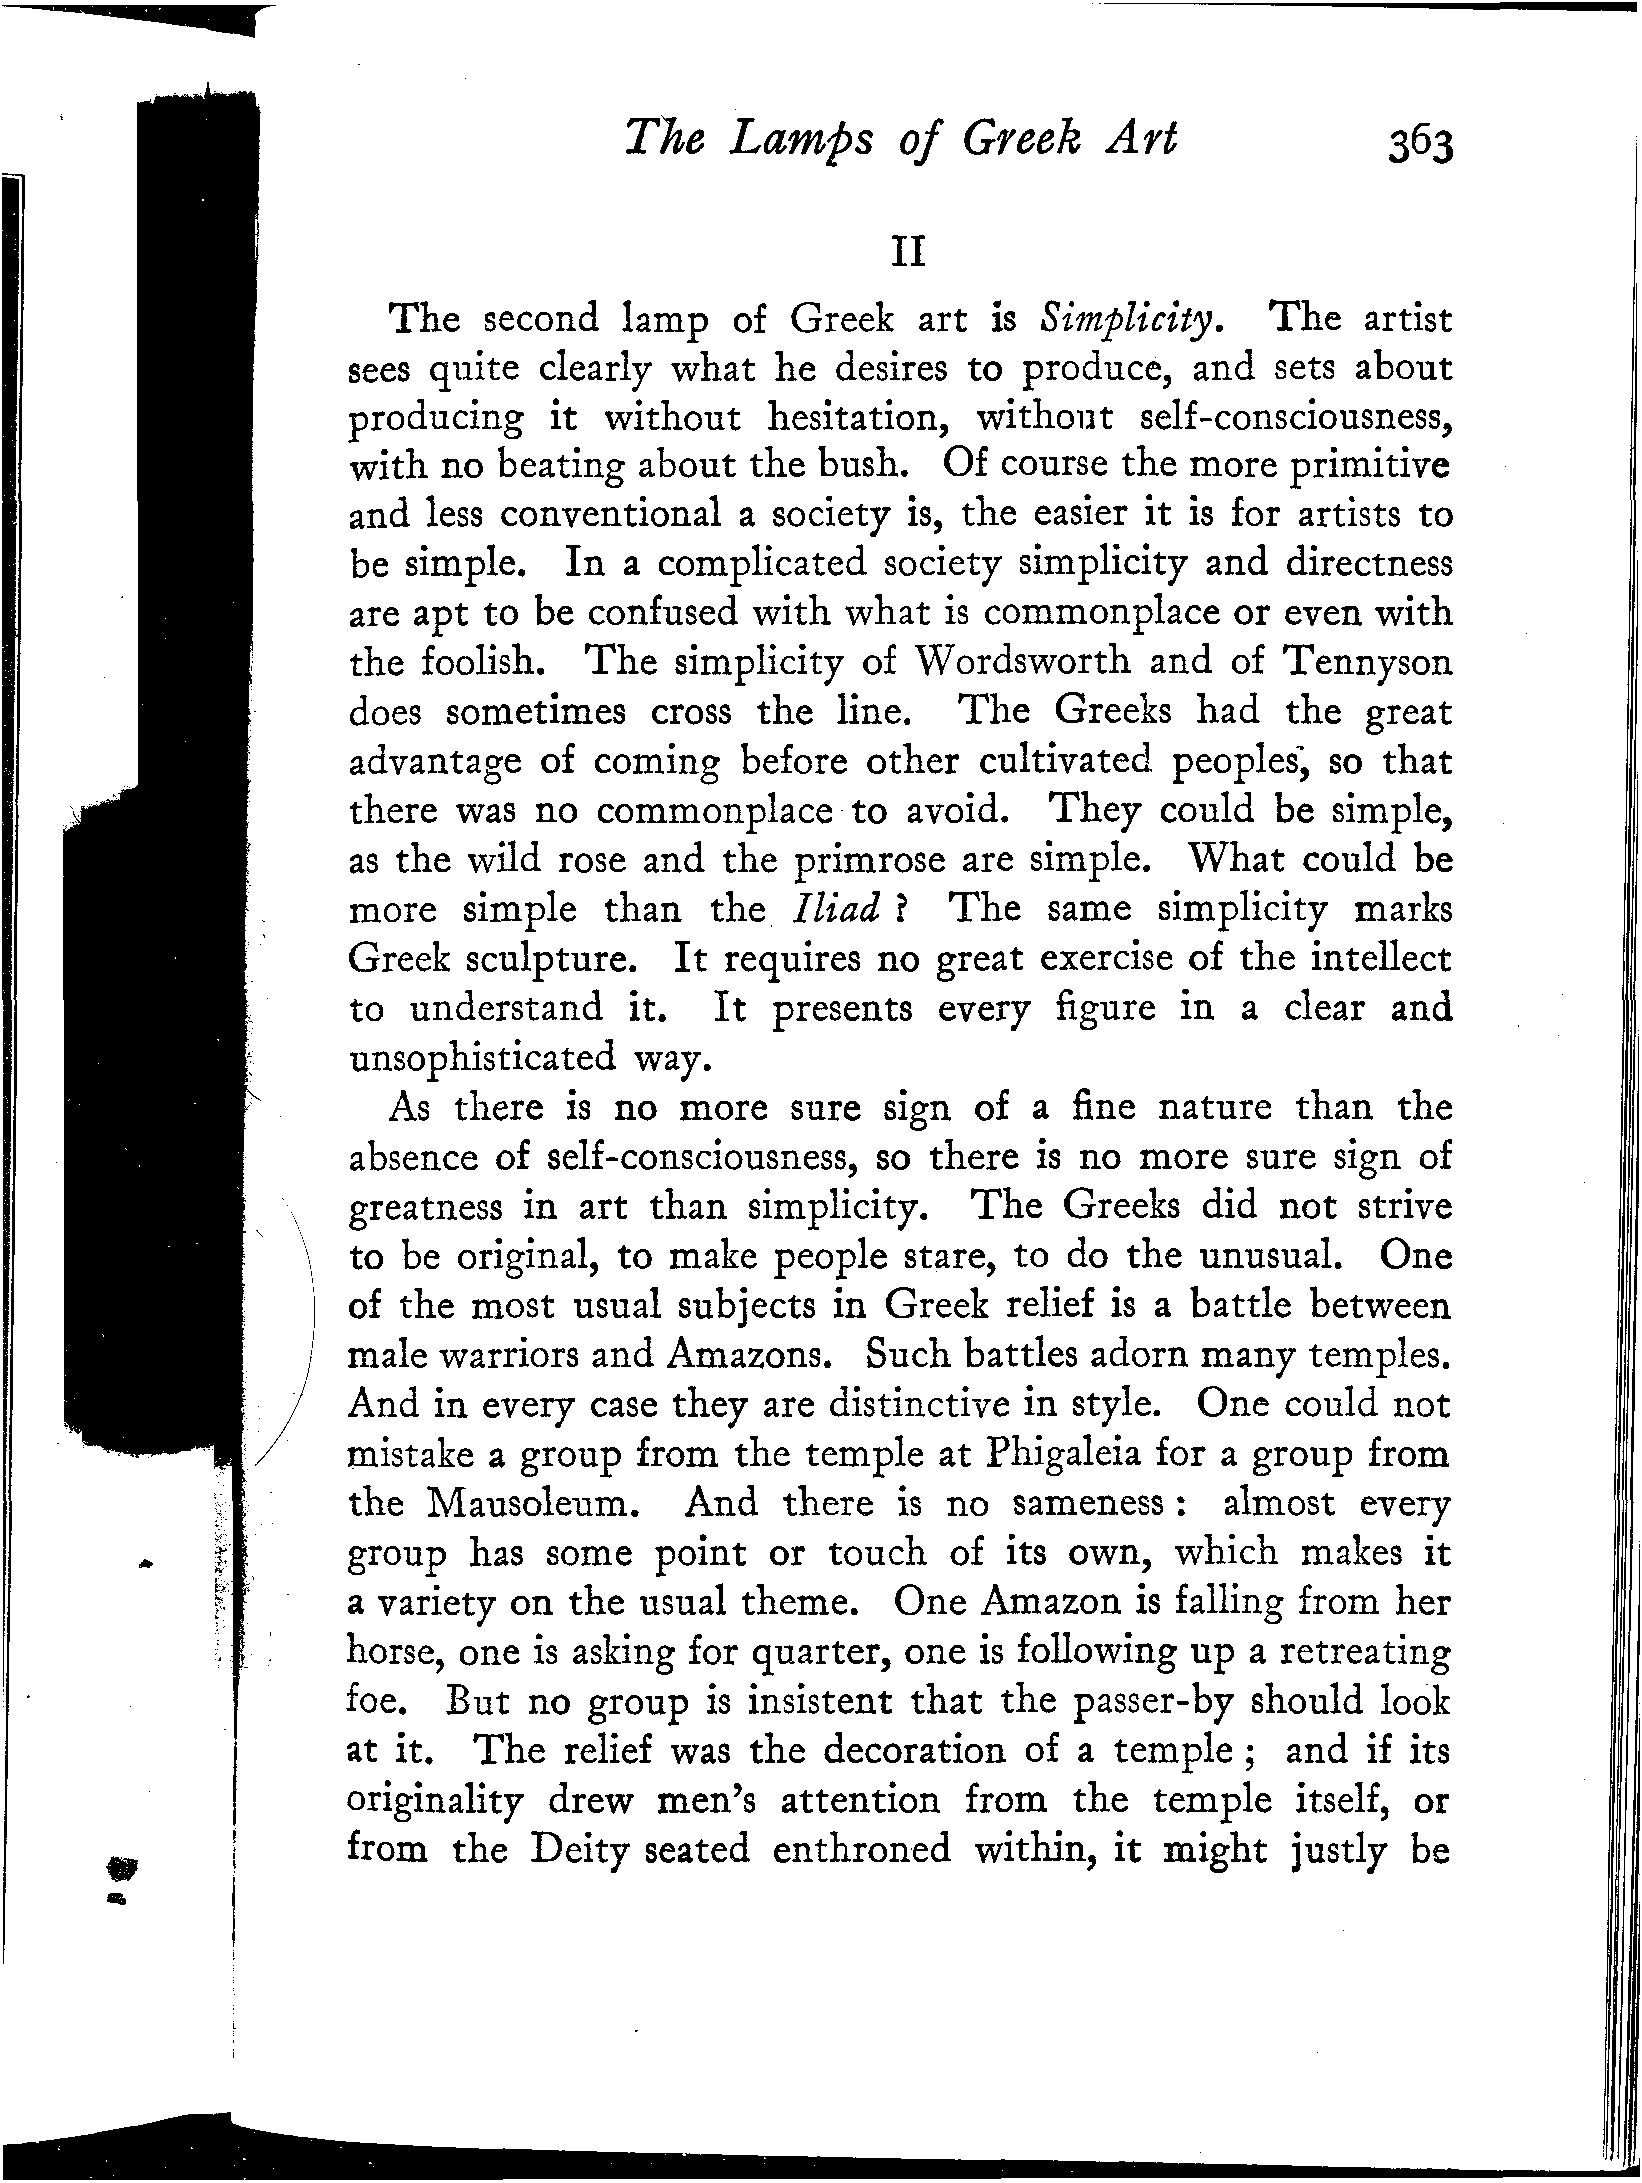 The Lamps of Greek Art 363
II
The second lamp of Greek art is Simplicity. The artist
sees quite clearly what he desires to produce, and sets about
producing it without hesitation, without self-consciousness,
with no beating about the bush. Of course the more primitive
and less conventional a society is, the easier it is for artists to
be simple. In a complicated society simplicity and directness
are apt to be confused with what is commonplace or even with
the foolish. The simplicity of Wordsworth and of Tennyson
does sometimes cross the line. The Greeks had the great
advantage of coming before other cultivated peoples, so that
there was no commonplace to avoid. They could be simple,
as the wild rose and the primrose are simple. What could be
more simple than the Iliad ? The same simplicity marks
Greek sculpture. It requires no great exercise of the intellect
to understand it. It presents every figure in a clear and
unsophisticated way.
As there is no more sure sign of a fine nature than the
absence of self-consciousness, so there is no more sure sign of
greatness in art than simplicity. The Greeks did not strive
to be original, to make people stare, to do the unusual. One
of the most usual subjects in Greek relief is a battle between
male warriors and Amazons. Such battles adorn many temples.
And in every case they are distinctive in style. One could not
mistake a group from the temple at Phigaleia for a group from
the Mausoleum. And there is no sameness : almost every
group has some point or touch of its own, which makes it
a variety on the usual theme. One Amazon is falling from her
horse, one is asking for quarter, one is following up a retreating
foe. But no group is insistent that the passer-by should look
at it. The relief was the decoration of a temple ; and if its
originality drew men's attention from the temple itself, or
from the Deity seated enthroned within, it might justly be